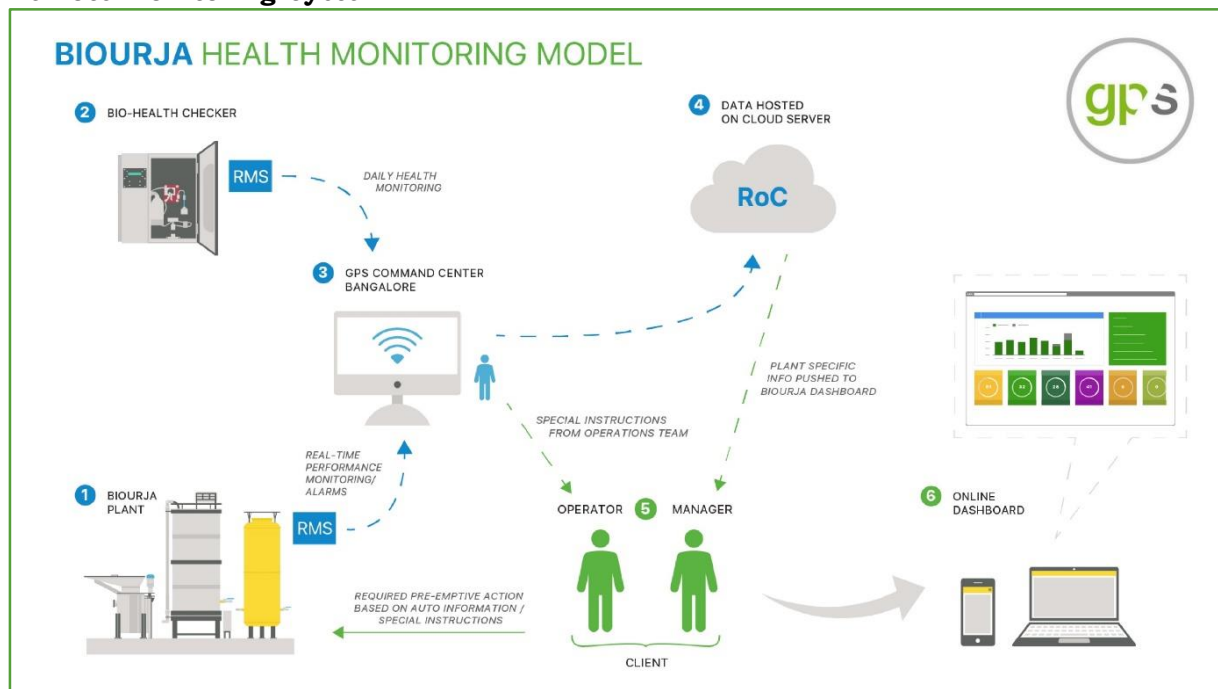 BIOURJA HEALTH MONITORING MODEL
gps
2 BIO-HEALTH CHECKER
RMS
DAILY HEALTH
MONITORING
4 DATA HOSTED
ON CLOUD SERVER
RoC
3 GPS COMMAND CENTER
BANGALORE
PLANT SPECIFIC
INFO PUSHED TO
BIOURJA DASHBOARD
SPECIAL INSTRUCTIONS
FROM OPERATIONS TEAM
REAL-TIME
PERFORMANCE
MONITORING/
ALARMS
1 BIOURJA
PLANT
RMS
OPERATOR 5 MANAGER
6 ONLINE
DASHBOARD
REQUIRED PRE-EMPTIVE ACTION
BASED ON AUTO INFORMATION /
SPECIAL INSTRUCTIONS
CLIENT